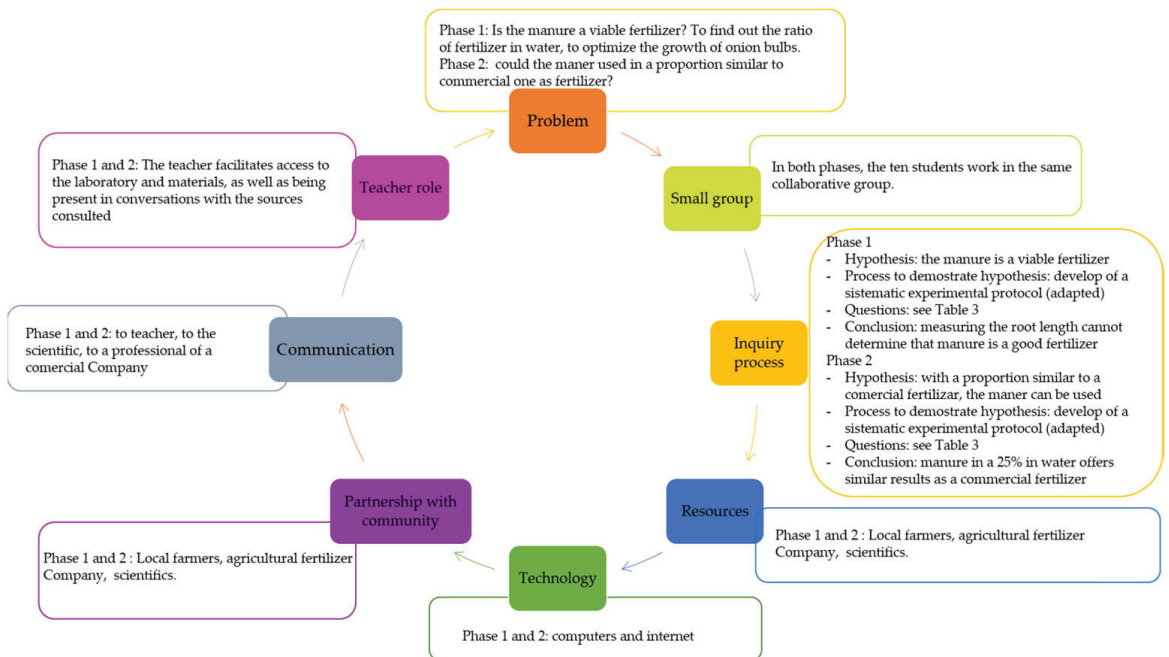 Phase 1: Is the manure a viable fertilizer? To find out the ratio
of fertilizer in water, to optimize the growth of onion bulbs.
Phase 2:  could the maner used in a proportion similar to
commercial one as fertilizer?
Problem
In both phases, the ten students work in the same
collaborative group.
Small group
Phase 1
- Hypothesis: the manure is a viable fertilizer
- Process to demostrate hypothesis: develop of a
sistematic experimental protocol (adapted)
- Questions: see Table 3
- Conclusion: measuring the root length cannot
determine that manure is a good fertilizer
Phase 2
- Hypothesis: with a proportion similar to a
comercial fertilizar, the maner can be used
- Process to demostrate hypothesis: develop of a
sistematic experimental protocol (adapted)
- Questions: see Table 3
- Conclusion: manure in a 25% in water offers
similar results as a commercial fertilizer
Inquiry
process
Resources
Phase 1 and 2 : Local farmers, agricultural fertilizer
Company,  scientifics.
Technology
Phase 1 and 2: computers and internet
Partnership with
community
Phase 1 and 2 : Local farmers, agricultural fertilizer
Company,  scientifics.
Communication
Phase 1 and 2: to teacher, to the
scientific, to a professional of a
comercial Company
Teacher role
Phase 1 and 2: The teacher facilitates access to
the laboratory and materials, as well as being
present in conversations with the sources
consulted